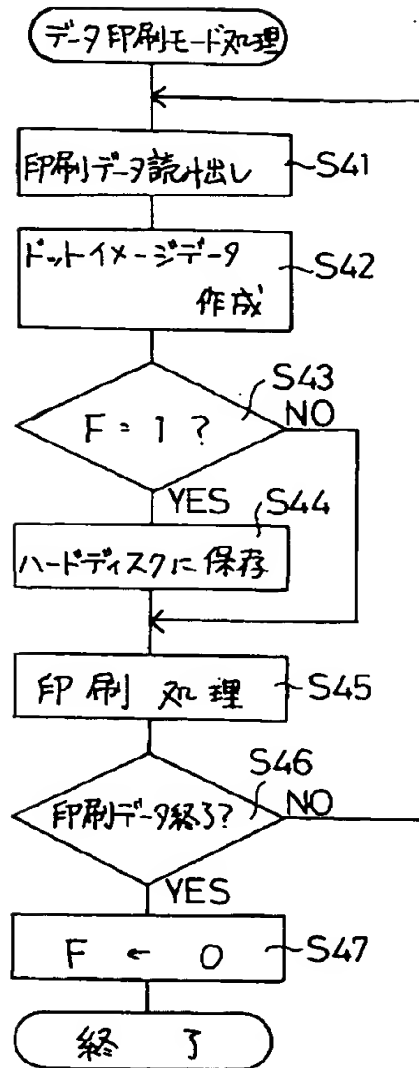 データ印刷モード処理
印刷データ読み出し
S41
ドットイメージデータ
作成
S42
S43
F = 1 ?
NO
YES
S44
ハードディスクに保存
印刷処理
S45
S46
印刷データ終了?
NO
YES
F ← 0
S47
終了